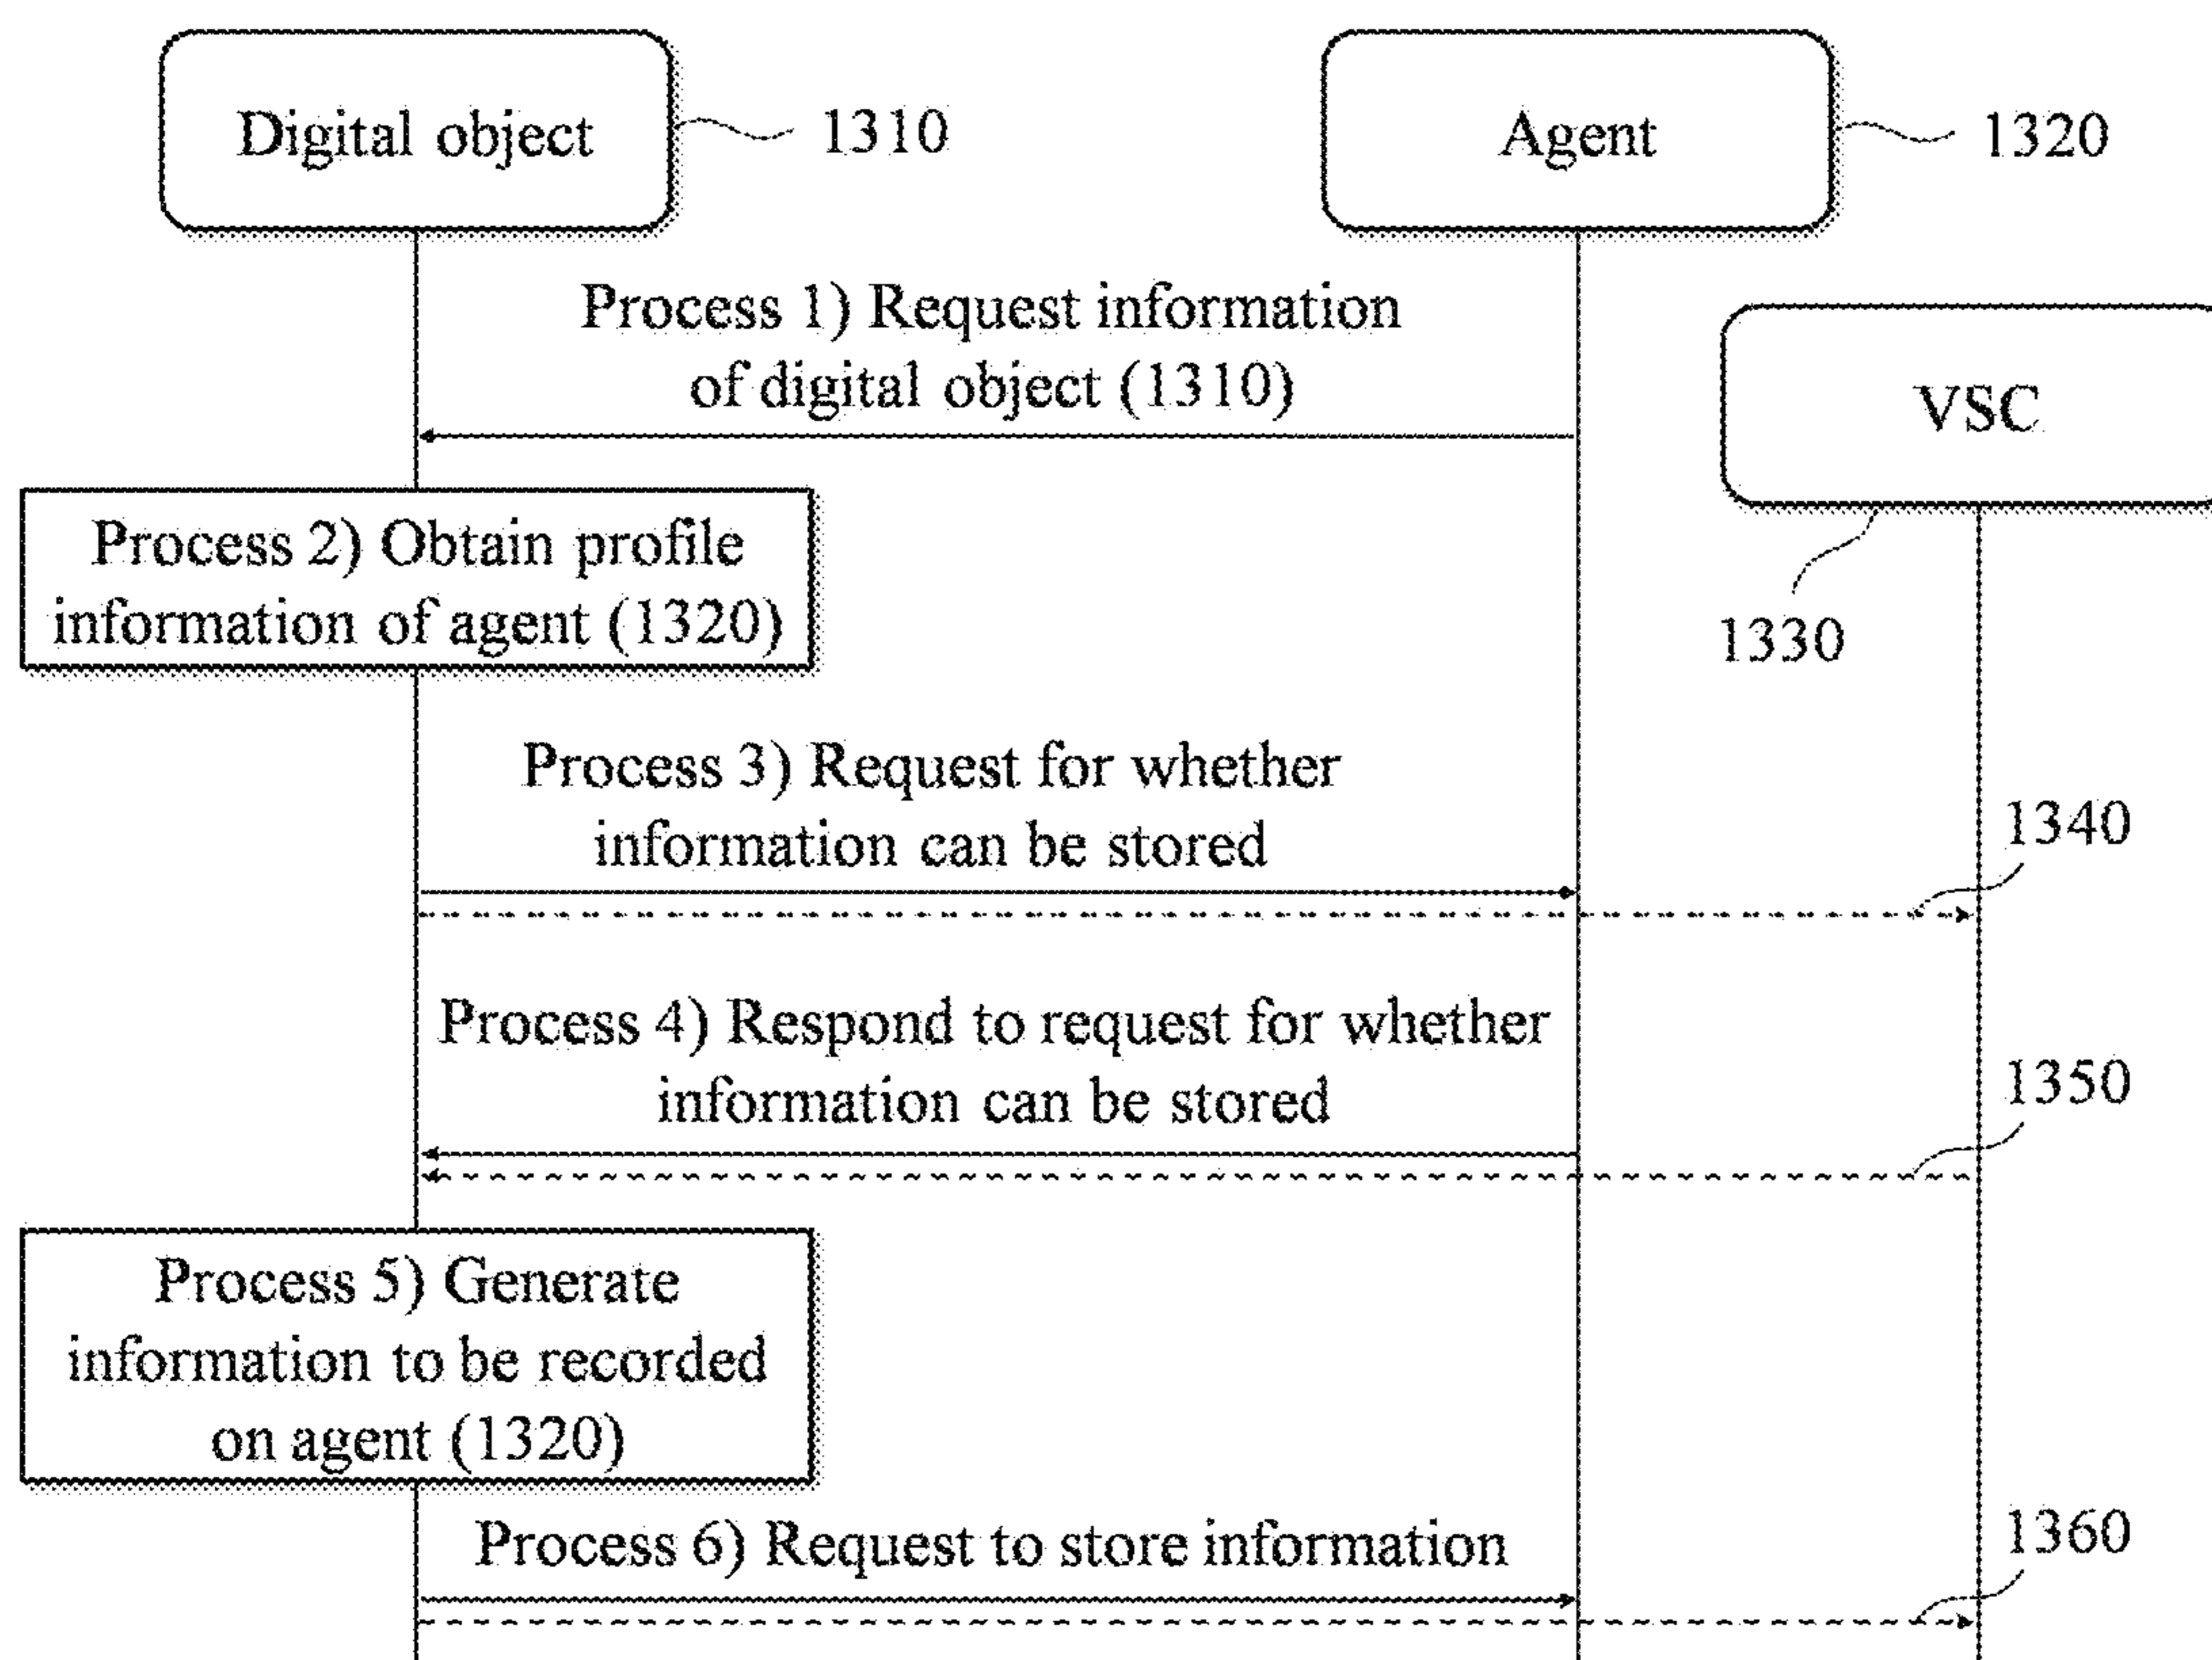 Digital object
1310
Agent
1320
Process 1) Request information
of digital object (1310)
VSC
1330
Process 2) Obtain profile
information of agent (1320)
Process 3) Request for whether
information can be stored
1340
Process 4) Respond to request for whether
information can be stored
1350
Process 5) Generate
information to be recorded
on agent (1320)
Process 6) Request to store information
1360